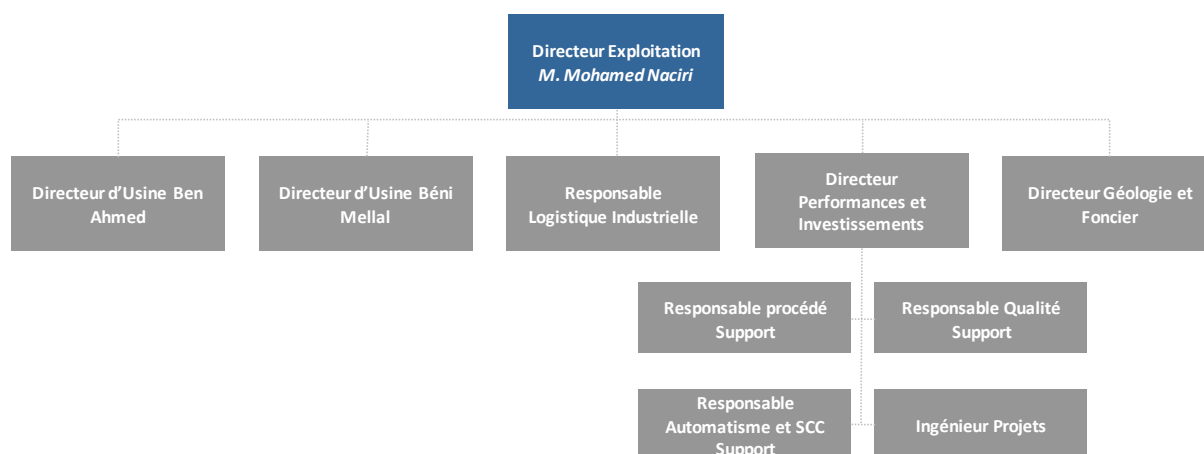 Directeur Exploitation
M. Mohamed Naciri
Directeur d’Usine Ben
Ahmed
Directeur d’Usine Béni
Mellal
Responsable
Logistique Industrielle
Directeur
Performances et
Investissements
Directeur Géologie et
Foncier
Responsable procédé
Support
Responsable Qualité
Support
Responsable
Automatisme et SCC
Support
Ingénieur Projets